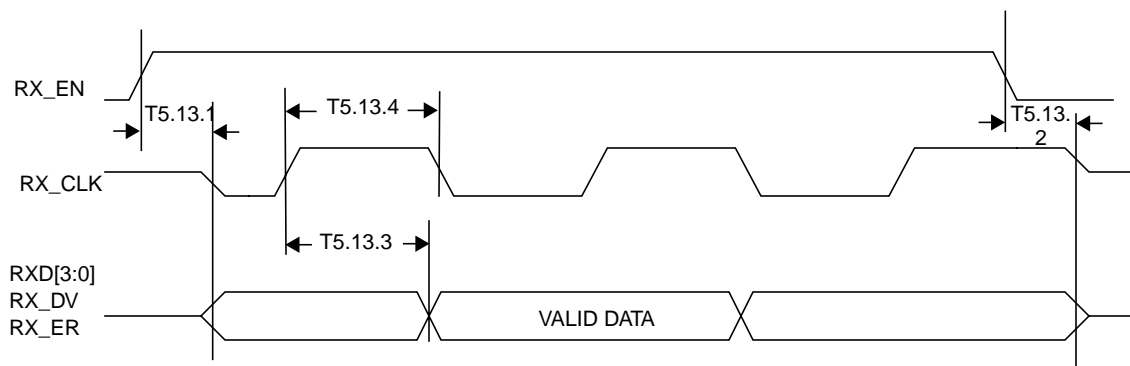 RX_EN
T5.13.1
T5.13.4
T5.13.
2
RX_CLK
T5.13.3
RXD[3:0]
RX_DV
RX_ER
VALID DATA